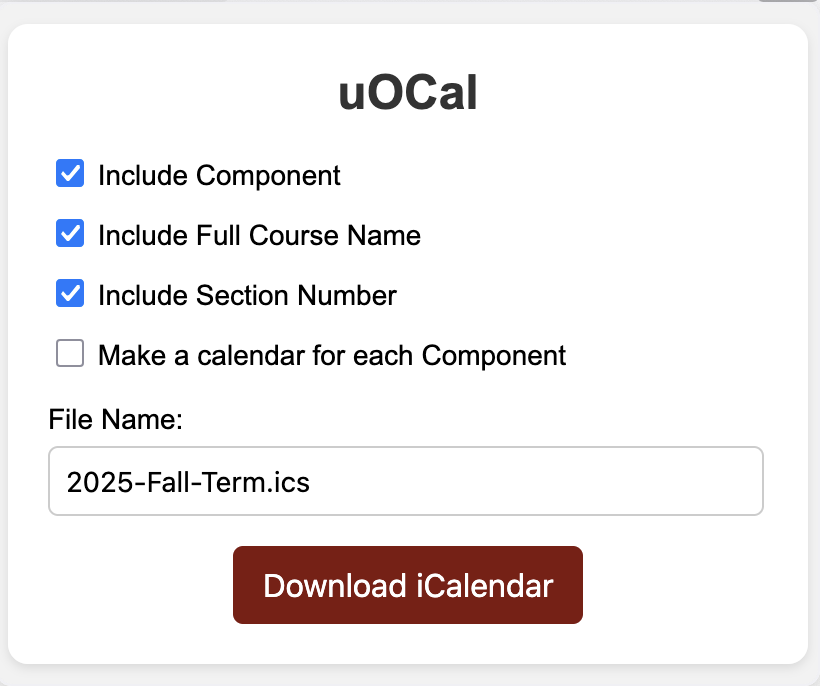 uOCal
Include Component
Include Full Course Name
Include Section Number
Make a calendar for each Component
File Name:
2025-Fall-Term.ics
Download iCalendar